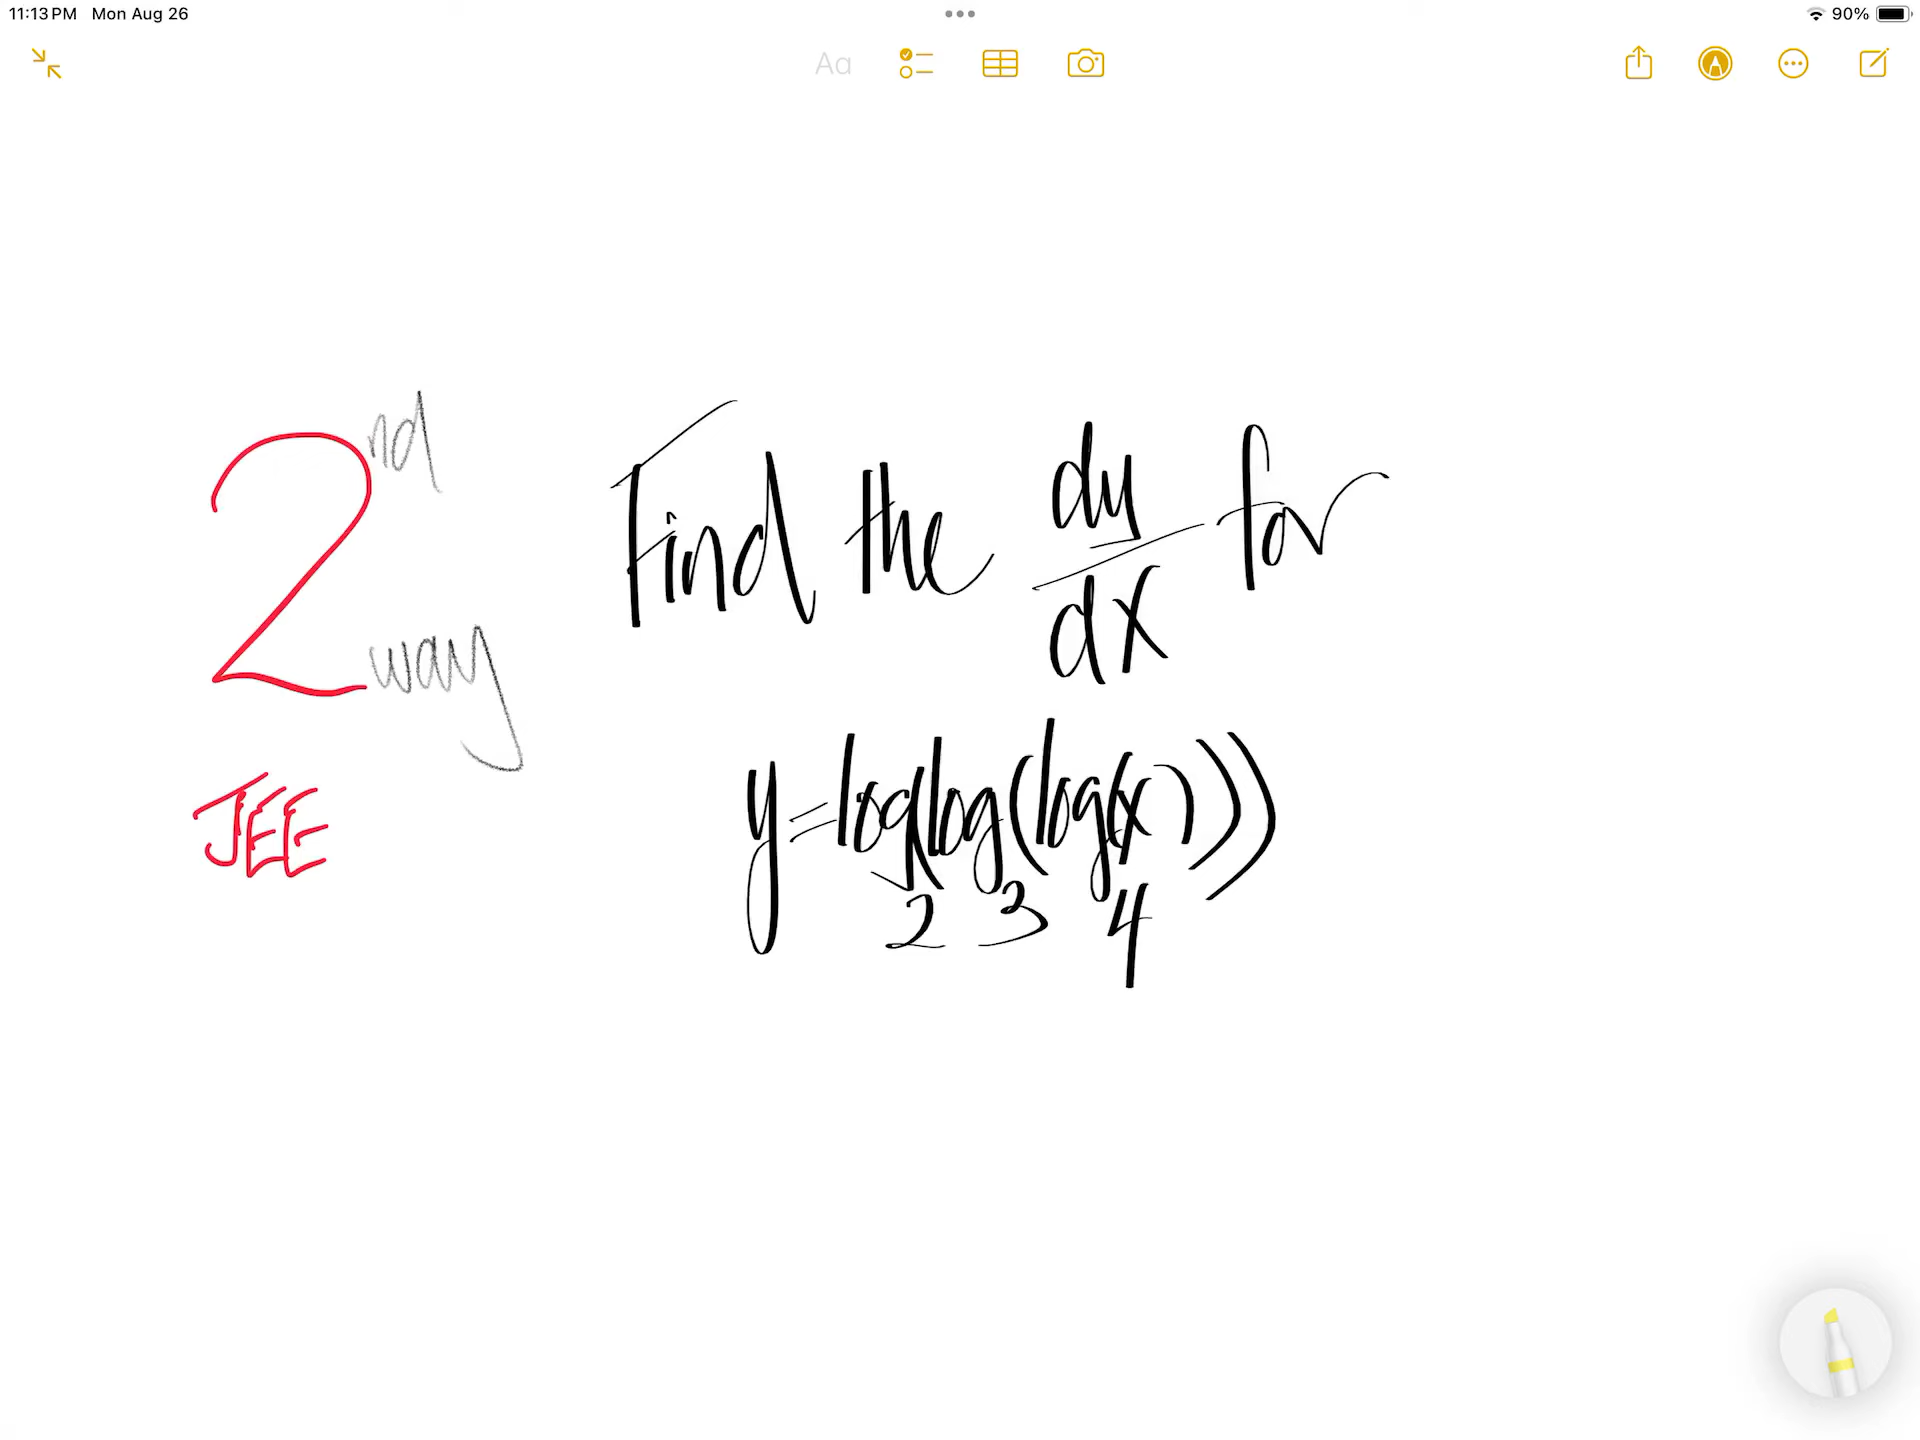 11:13 PM Mon Aug 26
90%
Aa
2nd way
JEE
Find the dy/dx for
y=log(log(log(x)))
2 3 4